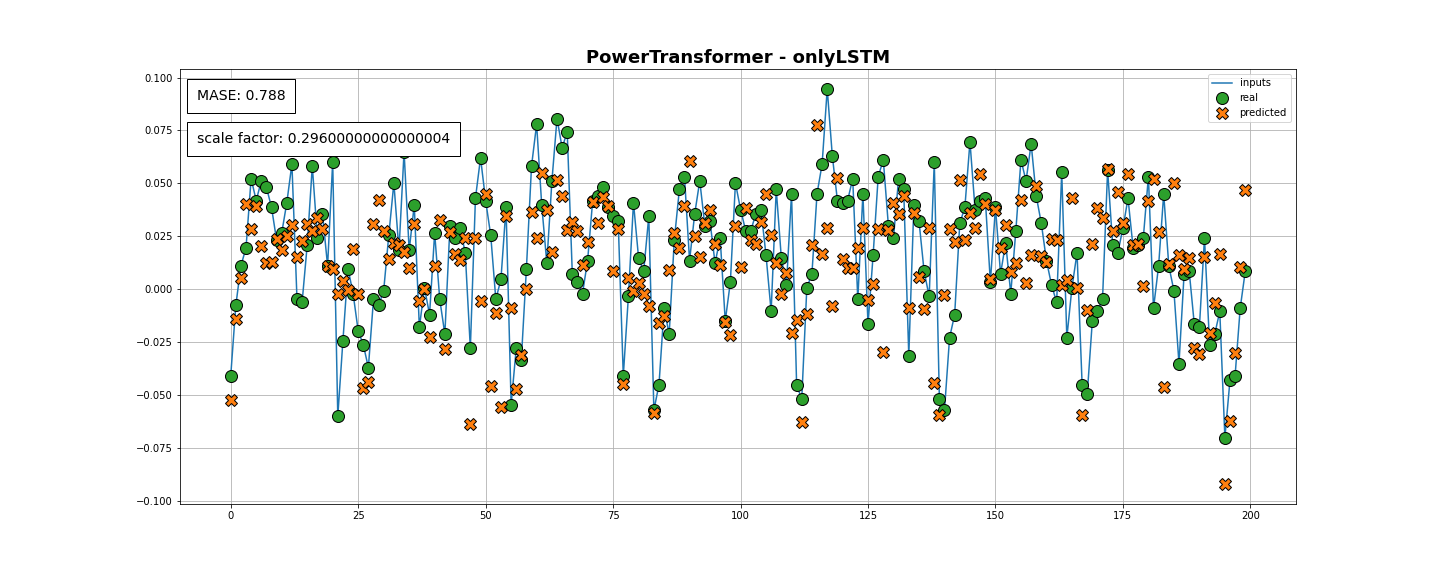 PowerTransformer - onlyLSTM
MASE: 0.788
scale factor: 0.29600000000000004
inputs
real
predicted
0.100
0.075
0.050
0.025
0.000
−0.025
−0.050
−0.075
−0.100
0 25 50 75 100 125 150 175 200